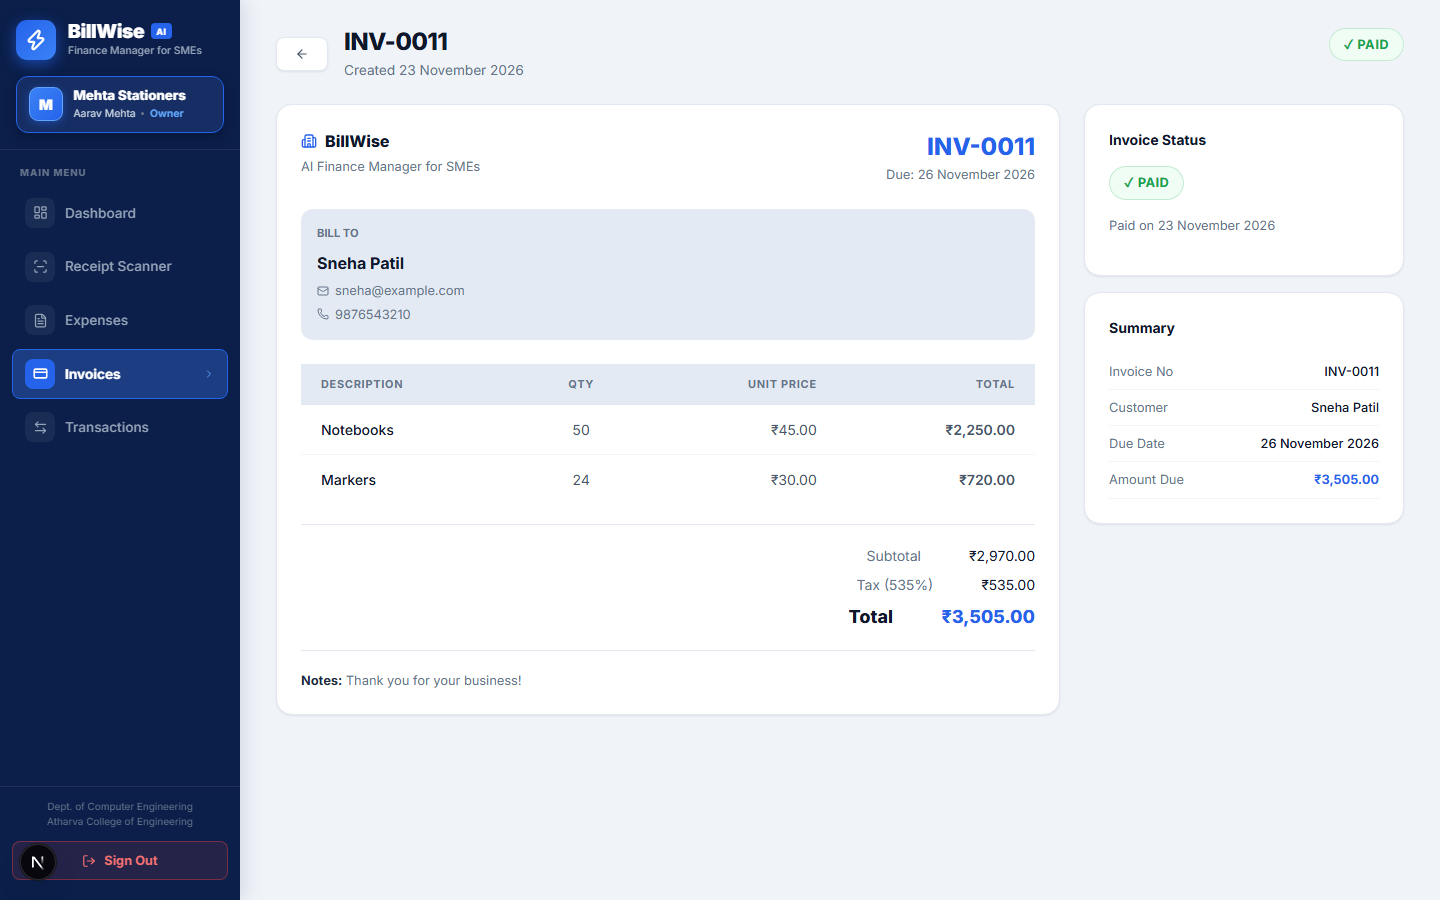 BillWise AI
Finance Manager for SMEs
M
Mehta Stationers
Aarav Mehta • Owner
MAIN MENU
Dashboard
Receipt Scanner
Expenses
Invoices
Transactions
Dept. of Computer Engineering
Atharva College of Engineering
N
Sign Out
INV-0011
Created 23 November 2026
✓ PAID
BillWise
AI Finance Manager for SMEs
INV-0011
Due: 26 November 2026
BILL TO
Sneha Patil
sneha@example.com
9876543210
DESCRIPTION QTY UNIT PRICE TOTAL
Notebooks 50 ₹45.00 ₹2,250.00
Markers 24 ₹30.00 ₹720.00
Subtotal ₹2,970.00
Tax (535%) ₹535.00
Total ₹3,505.00
Notes: Thank you for your business!
Invoice Status
✓ PAID
Paid on 23 November 2026
Summary
Invoice No INV-0011
Customer Sneha Patil
Due Date 26 November 2026
Amount Due ₹3,505.00